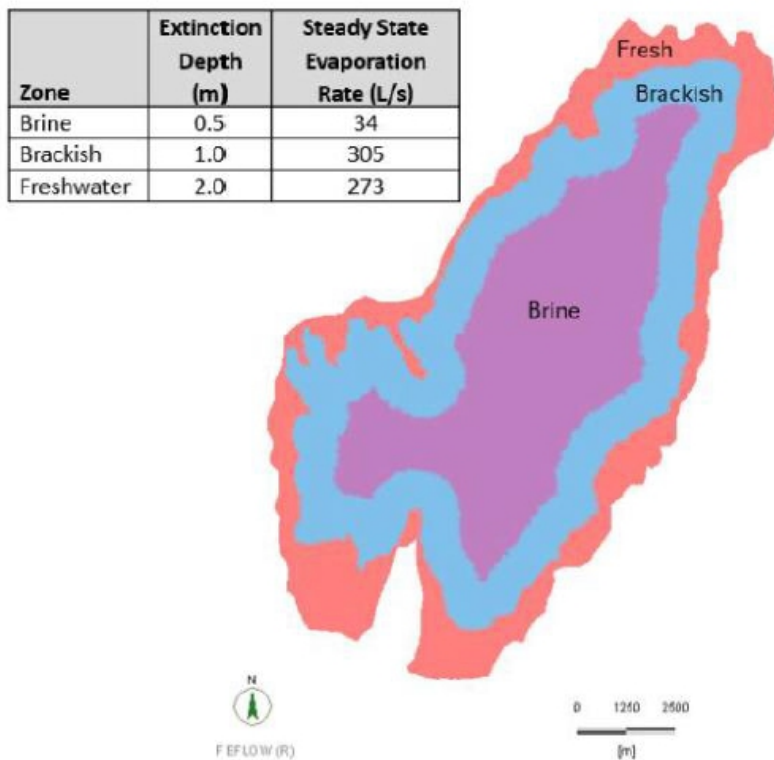 Zone Extinction Depth (m) Steady State Evaporation Rate (L/s)
Brine 0.5 34
Brackish 1.0 305
Freshwater 2.0 273
Fresh
Brackish
Brine
N
FEFLOW (R)
0 1250 2500
[m]